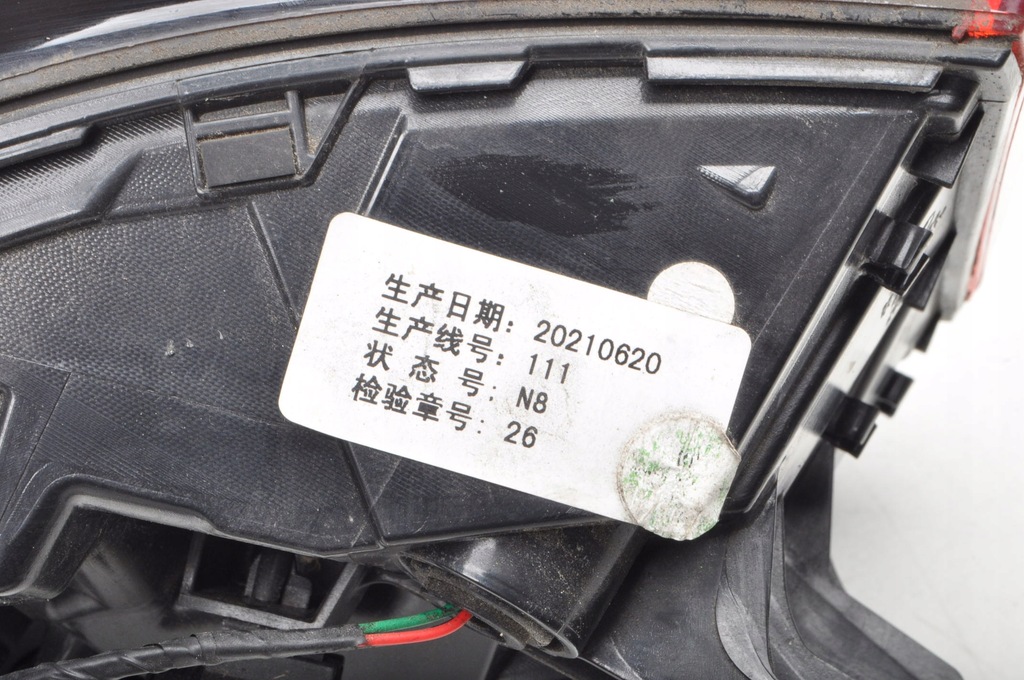 生产日期: 20210620
生产线号: 111
状 态 号: N8
检验章号: 26